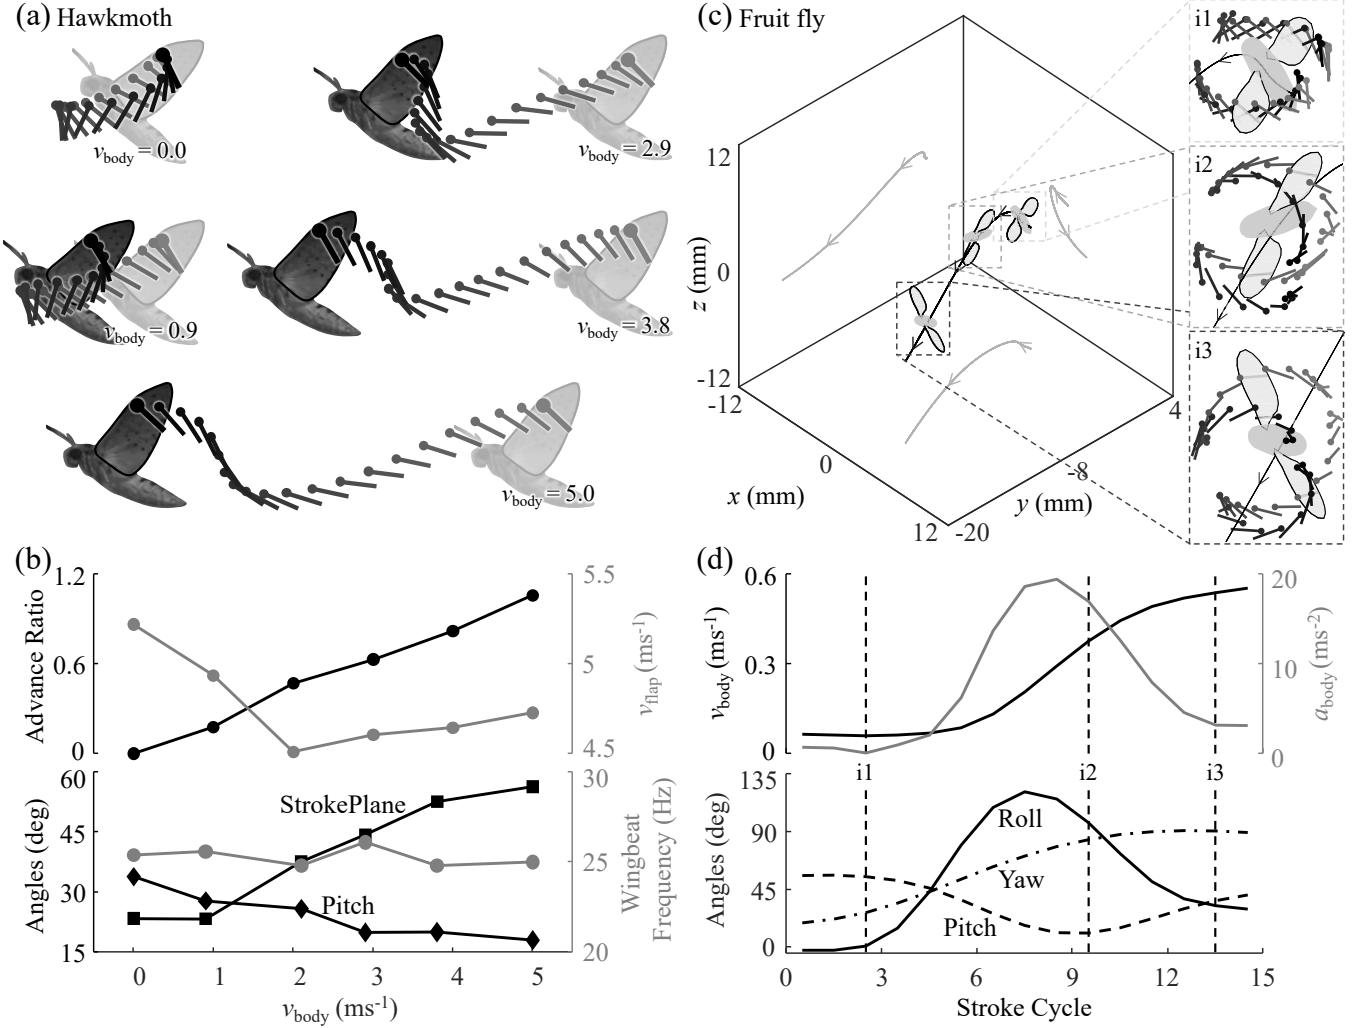 (a) Hawkmoth
v_body = 0.0
v_body = 2.9
v_body = 0.9
v_body = 3.8
v_body = 5.0
(b)
1.2
0.6
0
Advance Ratio
5.5
5
4.5
v_flap (ms⁻¹)
60
45
30
15
Angles (deg)
StrokePlane
Pitch
30
25
20
Wingbeat
Frequency (Hz)
0 1 2 3 4 5
v_body (ms⁻¹)
(c) Fruit fly
12
0
-12
z (mm)
-12
0
12
x (mm)
-20
-8
4
y (mm)
i1
i2
i3
(d)
0.6
0.3
0
v_body (ms⁻¹)
20
10
0
a_body (ms⁻²)
i1 i2 i3
135
90
45
0
Angles (deg)
Roll
Yaw
Pitch
0 3 6 9 12 15
Stroke Cycle